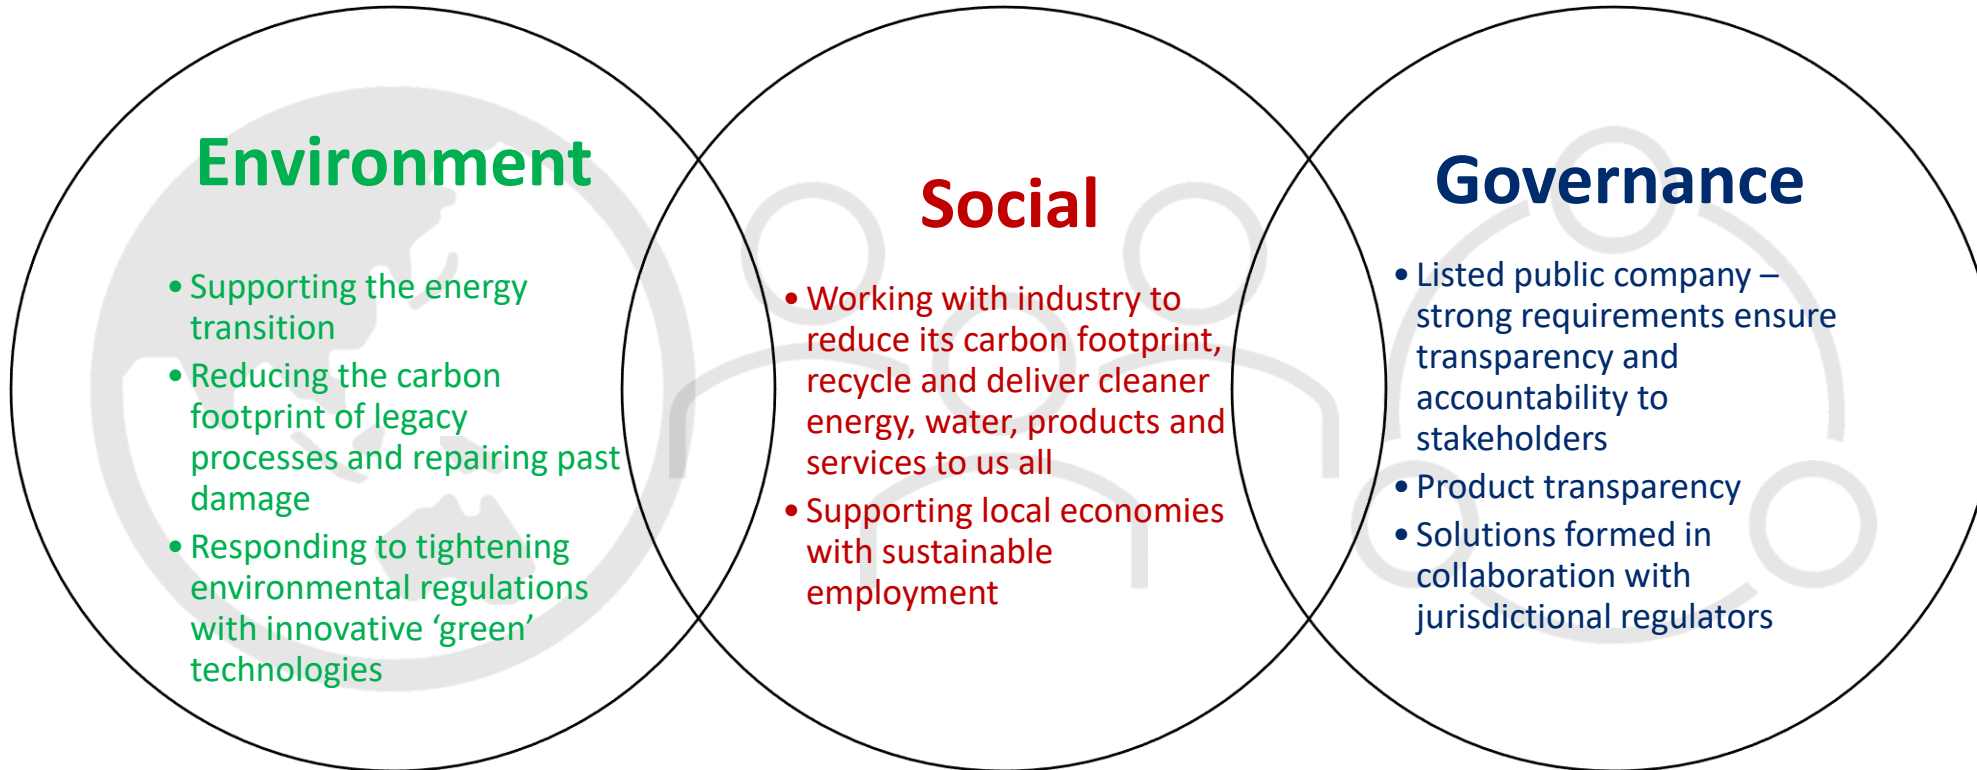 Environment
• Supporting the energy
transition
• Reducing the carbon
footprint of legacy
processes and repairing past
damage
• Responding to tightening
environmental regulations
with innovative ‘green’
technologies
Social
• Working with industry to
reduce its carbon footprint,
recycle and deliver cleaner
energy, water, products and
services to us all
• Supporting local economies
with sustainable
employment
Governance
• Listed public company –
strong requirements ensure
transparency and
accountability to
stakeholders
• Product transparency
• Solutions formed in
collaboration with
jurisdictional regulators